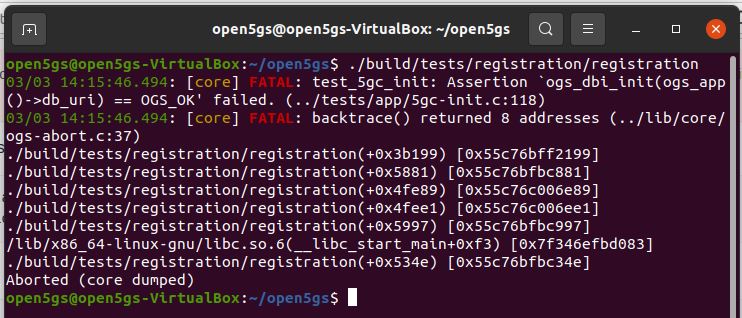 open5gs@open5gs-VirtualBox: ~/open5gs
open5gs@open5gs-VirtualBox:~/open5gs$ ./build/tests/registration/registration
03/03 14:15:46.494: [core] FATAL: test_5gc_init: Assertion `ogs_dbi_init(ogs_app
()->db_uri) == OGS_OK' failed. (../tests/app/5gc-init.c:118)
03/03 14:15:46.494: [core] FATAL: backtrace() returned 8 addresses (../lib/core/
ogs-abort.c:37)
./build/tests/registration/registration(+0x3b199) [0x55c76bff2199]
./build/tests/registration/registration(+0x5881) [0x55c76bfbc881]
./build/tests/registration/registration(+0x4fe89) [0x55c76c006e89]
./build/tests/registration/registration(+0x4fee1) [0x55c76c006ee1]
./build/tests/registration/registration(+0x5997) [0x55c76bfbc997]
/lib/x86_64-linux-gnu/libc.so.6(__libc_start_main+0xf3) [0x7f346efbd083]
./build/tests/registration/registration(+0x534e) [0x55c76bfbc34e]
Aborted (core dumped)
open5gs@open5gs-VirtualBox:~/open5gs$